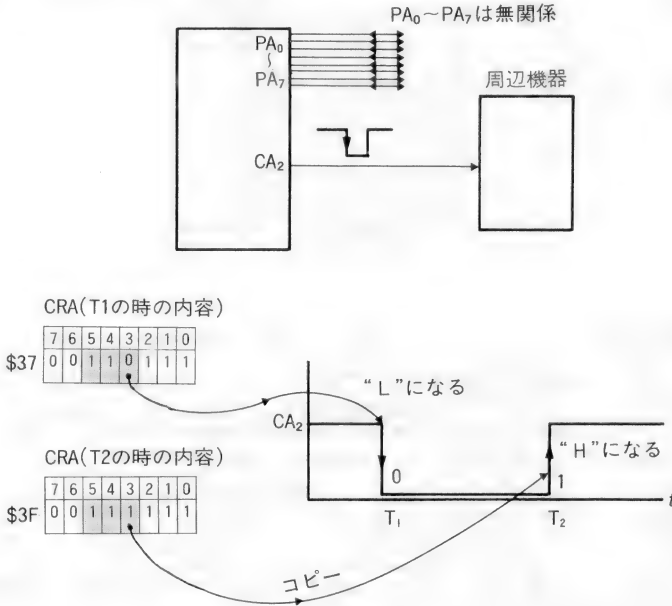 PA₀～PA₇は無関係
PA₀
～
PA₇
周辺機器
CA₂
CRA(T1の時の内容)
7 6 5 4 3 2 1 0
$37 0 0 1 1 0 1 1 1
"L"になる
CA₂
0
"H"になる
1
t
T₁
T₂
CRA(T2の時の内容)
7 6 5 4 3 2 1 0
$3F 0 0 1 1 1 1 1 1
コピー